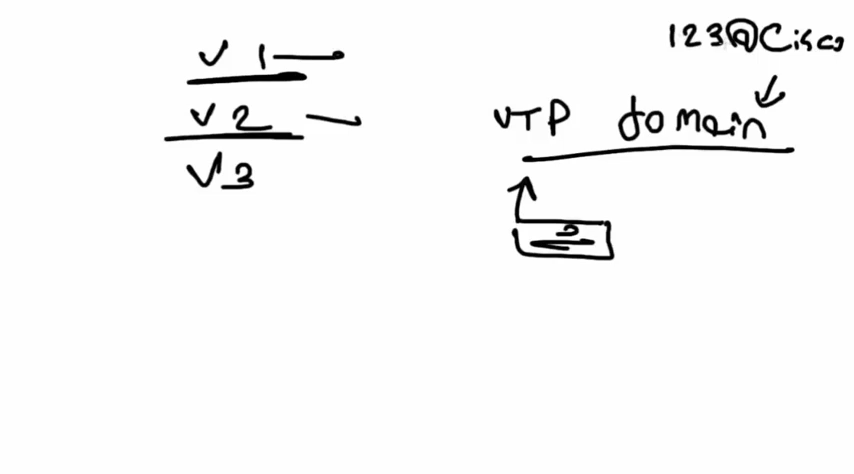 123@Cisco
V 1
V 2
VTP domain
V3